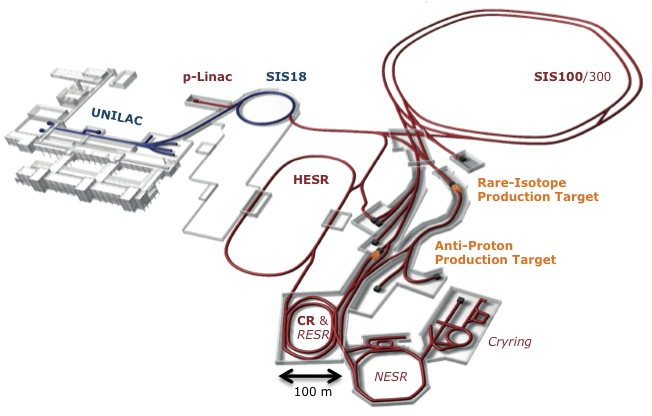 p-Linac
SIS18
SIS100/300
UNILAC
HESR
Rare-Isotope
Production Target
Anti-Proton
Production Target
CR &
RESR
Cryring
NESR
100 m